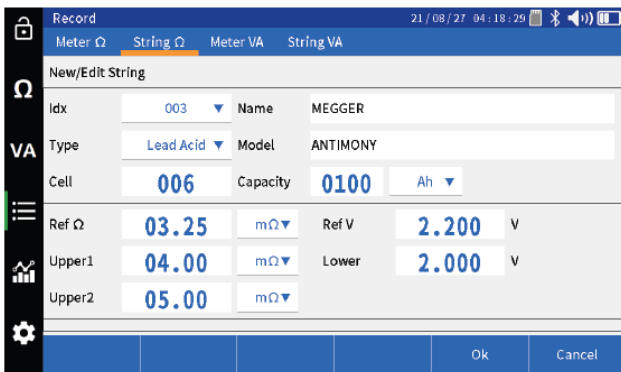 Record 21/08/27 04:18:29
Meter Ω String Ω Meter VA String VA
New/Edit String
Ω
Idx 003 Name MEGGER
VA Type Lead Acid Model ANTIMONY
Cell 006 Capacity 0100 Ah
Ref Ω 03.25 mΩ Ref V 2.200 V
Upper1 04.00 mΩ Lower 2.000 V
Upper2 05.00 mΩ
Ok Cancel